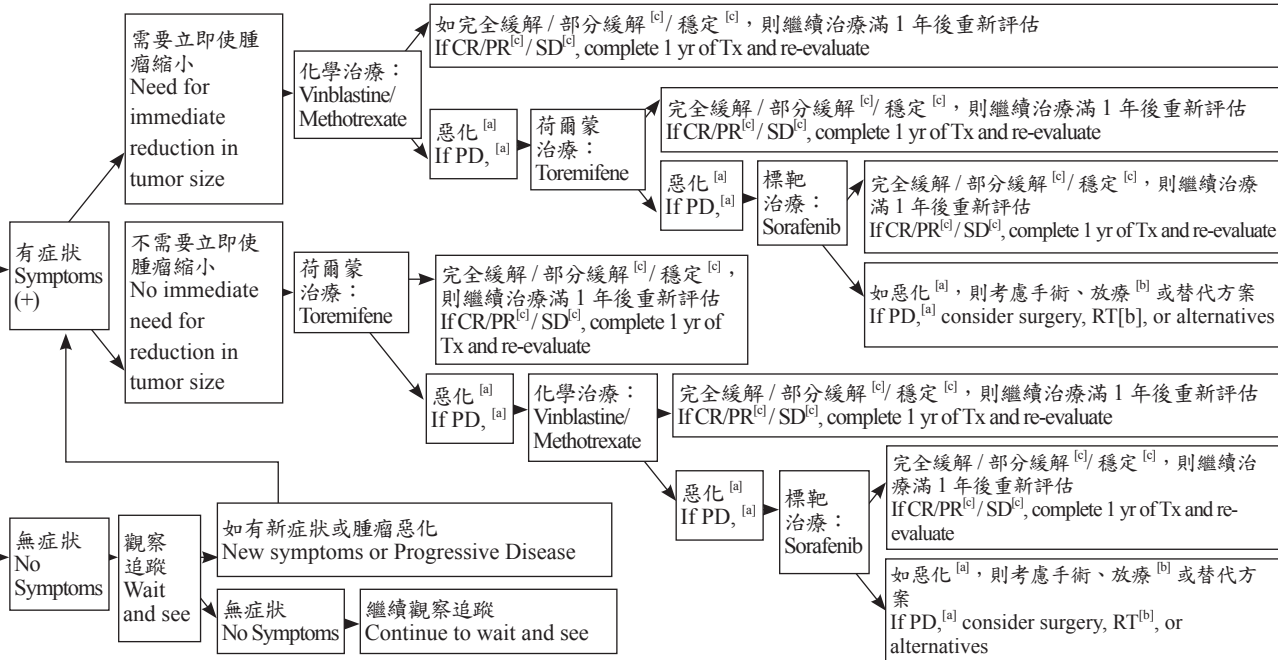 需要立即使腫
瘤縮小
Need for
immediate
reduction in
tumor size
化學治療：
Vinblastine/
Methotrexate
如完全緩解 / 部分緩解 [c]/ 穩定 [c]，則繼續治療滿 1 年後重新評估
If CR/PR[c]/ SD[c], complete 1 yr of Tx and re-evaluate
惡化 [a]
If PD, [a]
荷爾蒙
治療：
Toremifene
完全緩解 / 部分緩解 [c]/ 穩定 [c]，則繼續治療滿 1 年後重新評估
If CR/PR[c]/ SD[c], complete 1 yr of Tx and re-evaluate
惡化 [a]
If PD,[a]
標靶
治療：
Sorafenib
完全緩解 / 部分緩解 [c]/ 穩定 [c]，則繼續治療
滿 1 年後重新評估
If CR/PR[c]/ SD[c], complete 1 yr of Tx and re-evaluate
如惡化 [a]，則考慮手術、放療 [b] 或替代方案
If PD,[a] consider surgery, RT[b], or alternatives
有症狀
Symptoms
(+)
不需要立即使
腫瘤縮小
No immediate
need for
reduction in
tumor size
荷爾蒙
治療：
Toremifene
完全緩解 / 部分緩解 [c]/ 穩定 [c]，
則繼續治療滿 1 年後重新評估
If CR/PR[c]/ SD[c], complete 1 yr of
Tx and re-evaluate
惡化 [a]
If PD, [a]
化學治療：
Vinblastine/
Methotrexate
完全緩解 / 部分緩解 [c]/ 穩定 [c]，則繼續治療滿 1 年後重新評估
If CR/PR[c]/ SD[c], complete 1 yr of Tx and re-evaluate
惡化 [a]
If PD, [a]
標靶
治療：
Sorafenib
完全緩解 / 部分緩解 [c]/ 穩定 [c]，則繼續治
療滿 1 年後重新評估
If CR/PR[c]/ SD[c], complete 1 yr of Tx and re-
evaluate
如惡化 [a]，則考慮手術、放療 [b] 或替代方
案
If PD,[a] consider surgery, RT[b], or
alternatives
無症狀
No
Symptoms
觀察
追蹤
Wait
and see
如有新症狀或腫瘤惡化
New symptoms or Progressive Disease
無症狀
No Symptoms
繼續觀察追蹤
Continue to wait and see